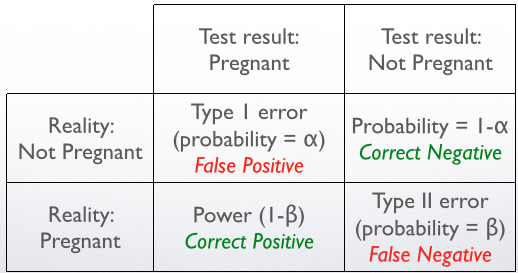 Test result:
Pregnant
Test result:
Not Pregnant
Reality:
Not Pregnant
Type 1 error
(probability = α)
False Positive
Probability = 1-α
Correct Negative
Reality:
Pregnant
Power (1-β)
Correct Positive
Type II error
(probability = β)
False Negative